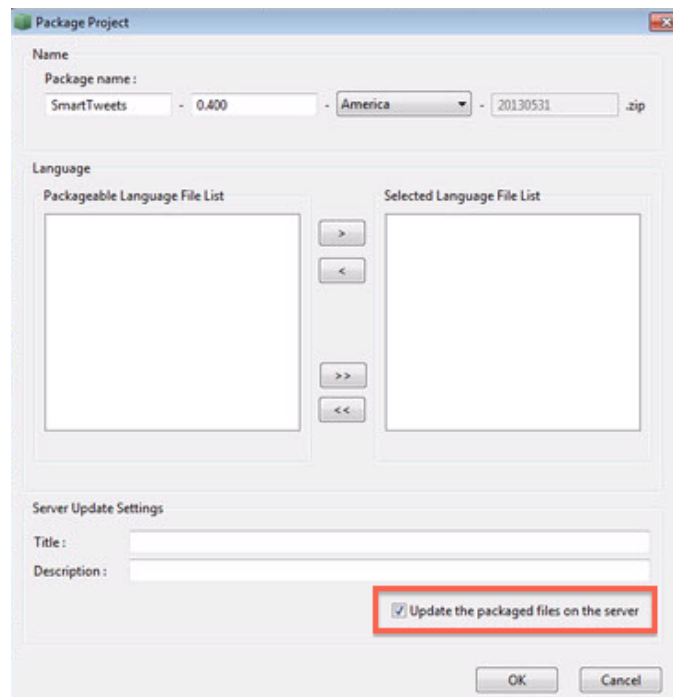 Package Project
Name
Package name :
SmartTweets - 0.400 - America - 20130531 .zip
Language
Packageable Language File List Selected Language File List
>
<
>>
<<
Server Update Settings
Title :
Description :
Update the packaged files on the server
OK Cancel